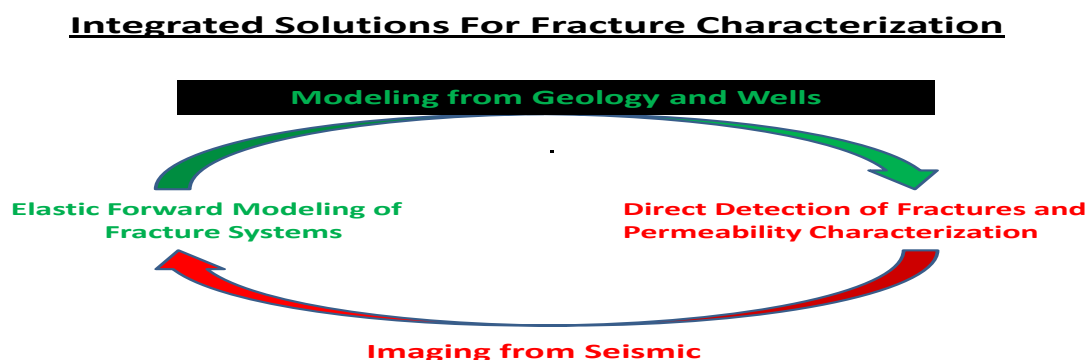 Integrated Solutions For Fracture Characterization
Modeling from Geology and Wells
.
Elastic Forward Modeling of
Fracture Systems
Direct Detection of Fractures and
Permeability Characterization
Imaging from Seismic